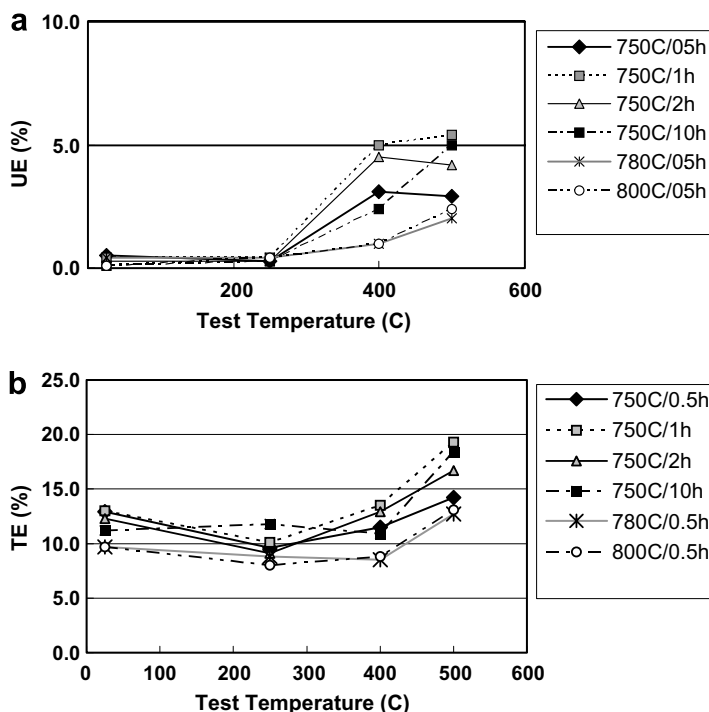 a
10.0
5.0
0.0
UE (%)
200
400
600
Test Temperature (C)
750C/05h
750C/1h
750C/2h
750C/10h
780C/05h
800C/05h
b
25.0
20.0
15.0
10.0
5.0
0.0
TE (%)
0
100
200
300
400
500
600
Test Temperature (C)
750C/0.5h
750C/1h
750C/2h
750C/10h
780C/0.5h
800C/0.5h